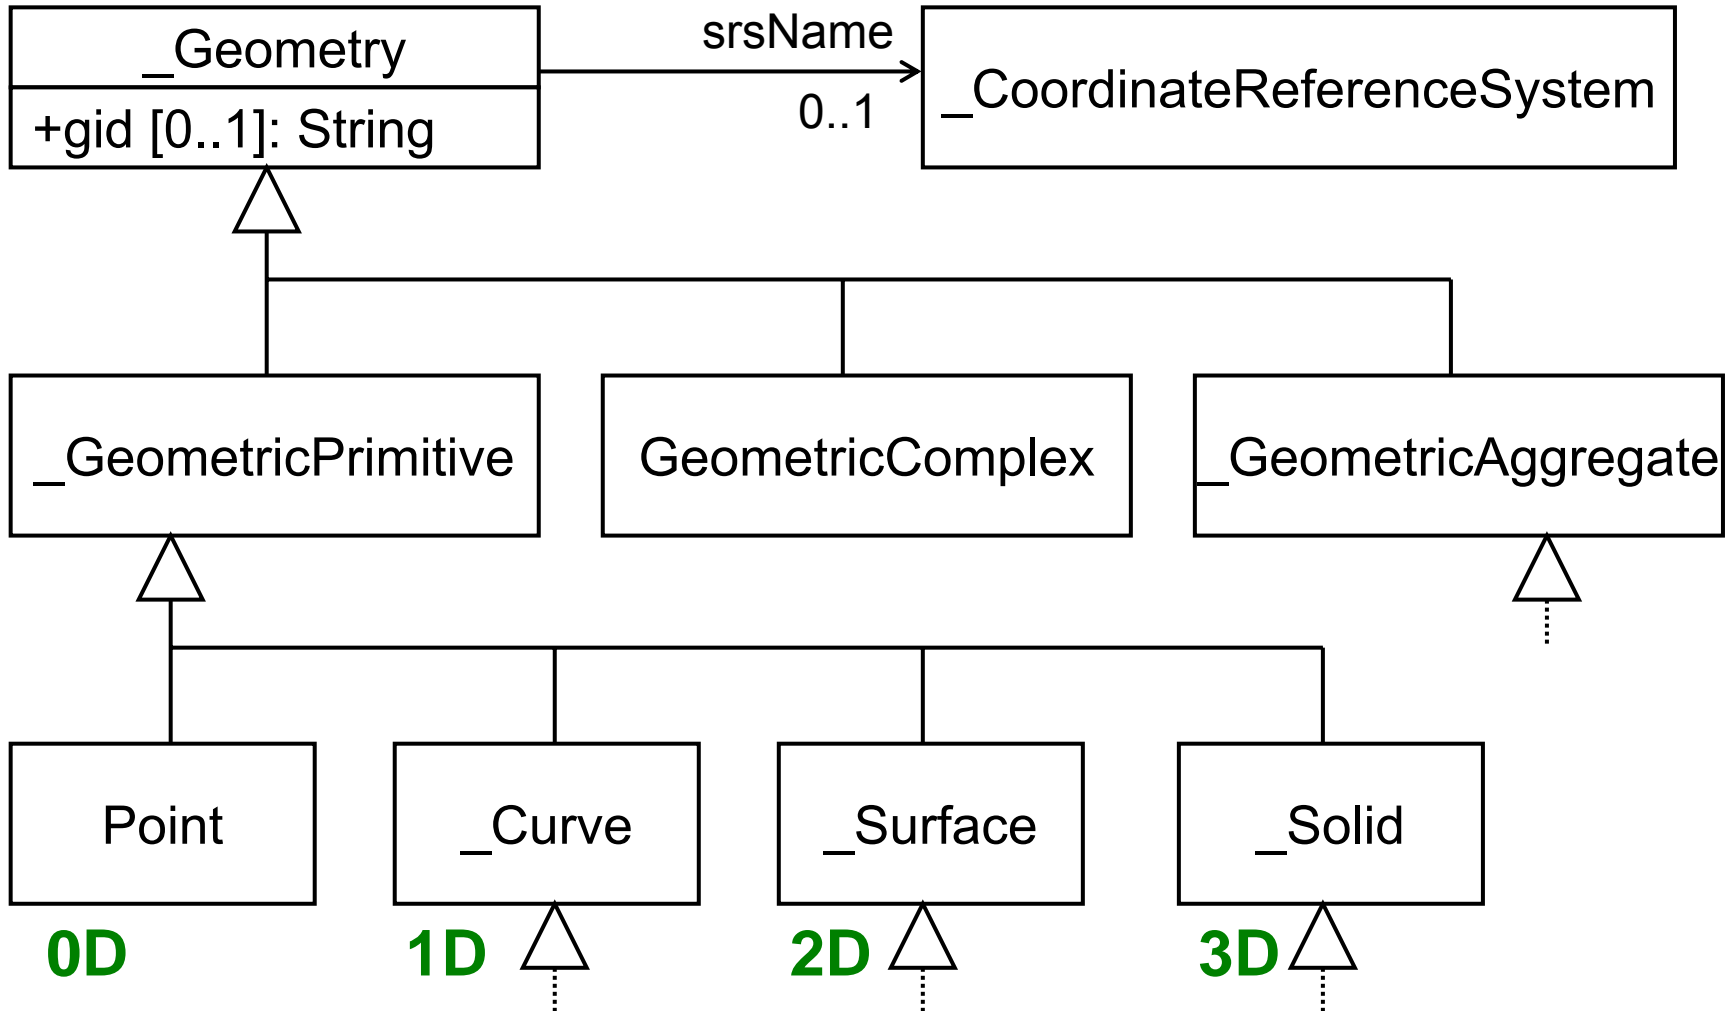 _Geometry
srsName
_CoordinateReferenceSystem
+gid [0..1]: String
0..1
_GeometricPrimitive
GeometricComplex
_GeometricAggregate
Point
_Curve
_Surface
_Solid
0D
1D
2D
3D